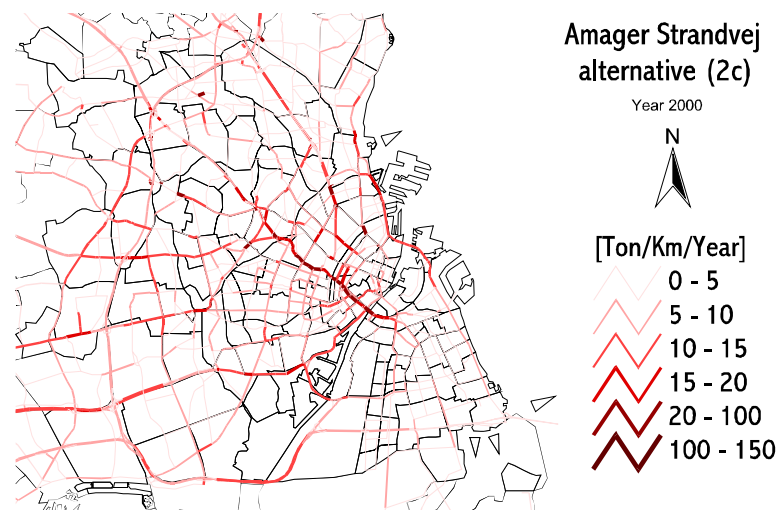 Amager Strandvej
alternative (2c)
Year 2000
N
[Ton/Km/Year]
0 - 5
5 - 10
10 - 15
15 - 20
20 - 100
100 - 150